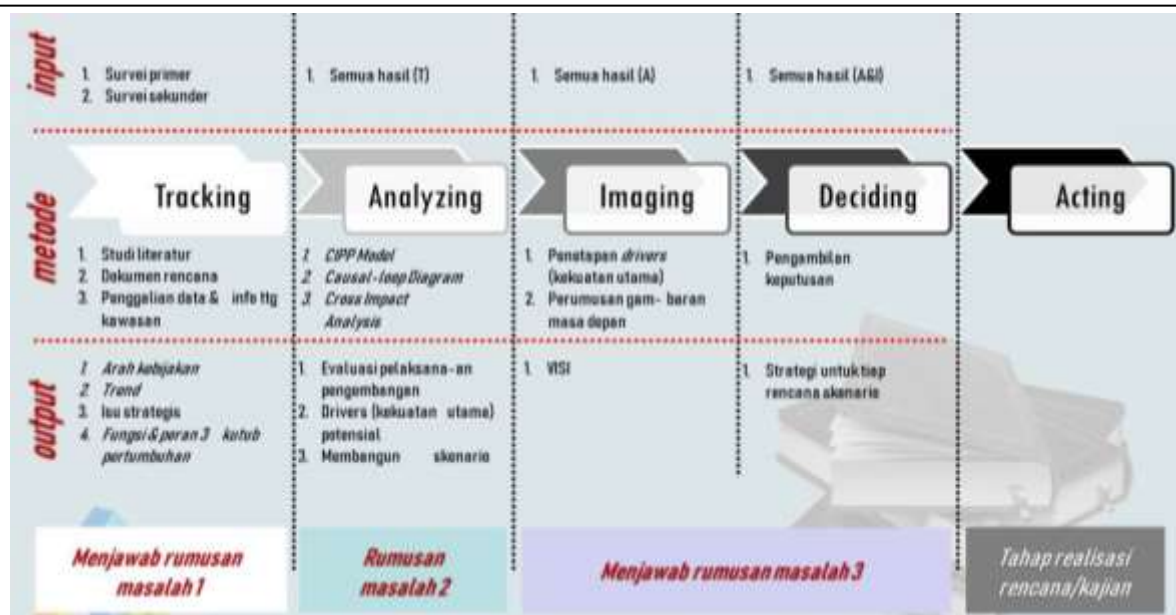 input
1. Survei primer
2. Survei sekunder
1. Semua hasil (T)
1. Semua hasil (A)
1. Semua hasil (A&I)
metode
Tracking
Analyzing
Imaging
Deciding
Acting
1. Studi literatur
2. Dokumen rencana
3. Penggalian data & info ttg
kawasan
1. CIPP Model
2. Causal-loop Diagram
3. Cross Impact
Analysis
1. Penetapan drivers
(kekuatan utama)
2. Perumusan gam- baran
masa depan
1. Pengambilan
keputusan
output
1. Arah kebijakan
2. Trend
3. Isu strategis
4. Fungsi & peran 3 kutub
pertumbuhan
1. Evaluasi pelaksana-an
pengembangan
2. Drivers (kekuatan utama)
potensial
3. Membangun skenario
1. VISI
1. Strategi untuk tiap
rencana skenario
Menjawab rumusan
masalah 1
Rumusan
masalah 2
Menjawab rumusan masalah 3
Tahap realisasi
rencana/kajian